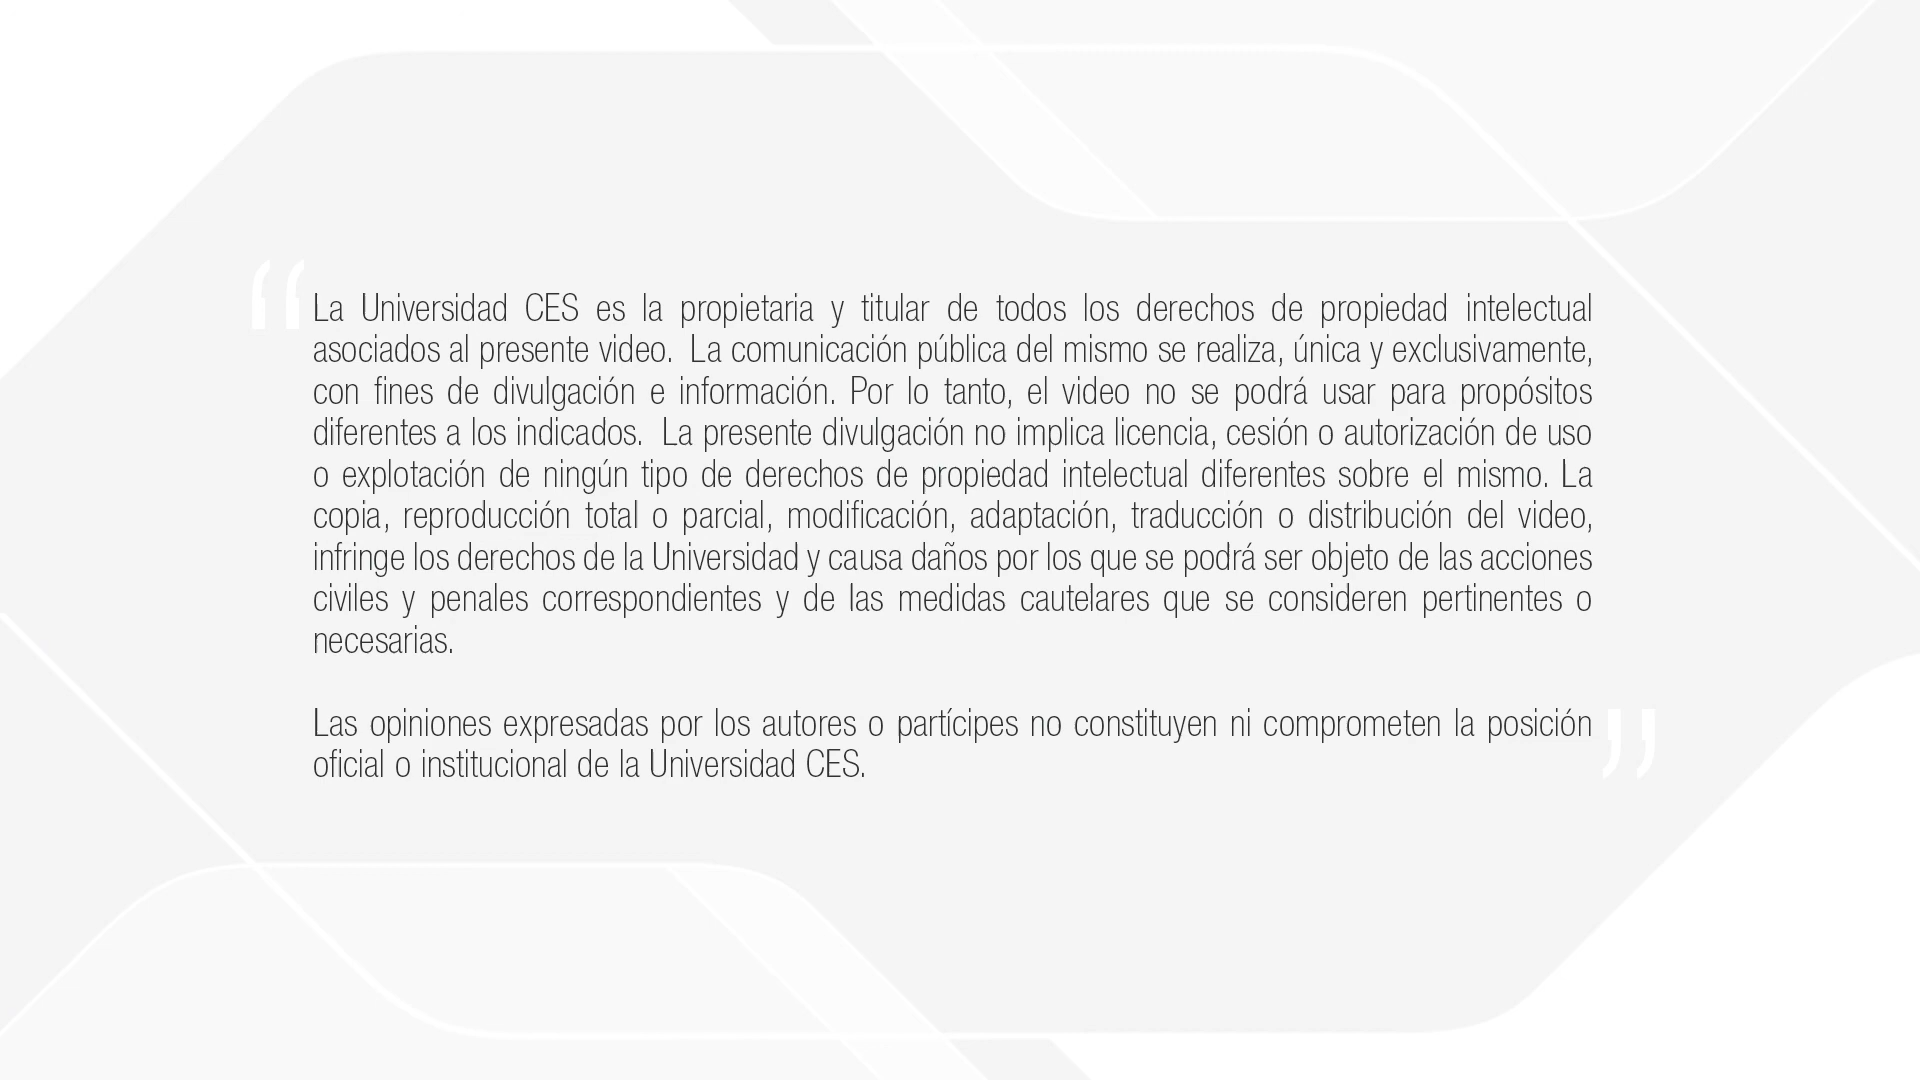 “
La Universidad CES es la propietaria y titular de todos los derechos de propiedad intelectual
asociados al presente video.  La comunicación pública del mismo se realiza, única y exclusivamente,
con fines de divulgación e información. Por lo tanto, el video no se podrá usar para propósitos
diferentes a los indicados.  La presente divulgación no implica licencia, cesión o autorización de uso
o explotación de ningún tipo de derechos de propiedad intelectual diferentes sobre el mismo. La
copia, reproducción total o parcial, modificación, adaptación, traducción o distribución del video,
infringe los derechos de la Universidad y causa daños por los que se podrá ser objeto de las acciones
civiles y penales correspondientes y de las medidas cautelares que se consideren pertinentes o
necesarias.
Las opiniones expresadas por los autores o partícipes no constituyen ni comprometen la posición
oficial o institucional de la Universidad CES.
”